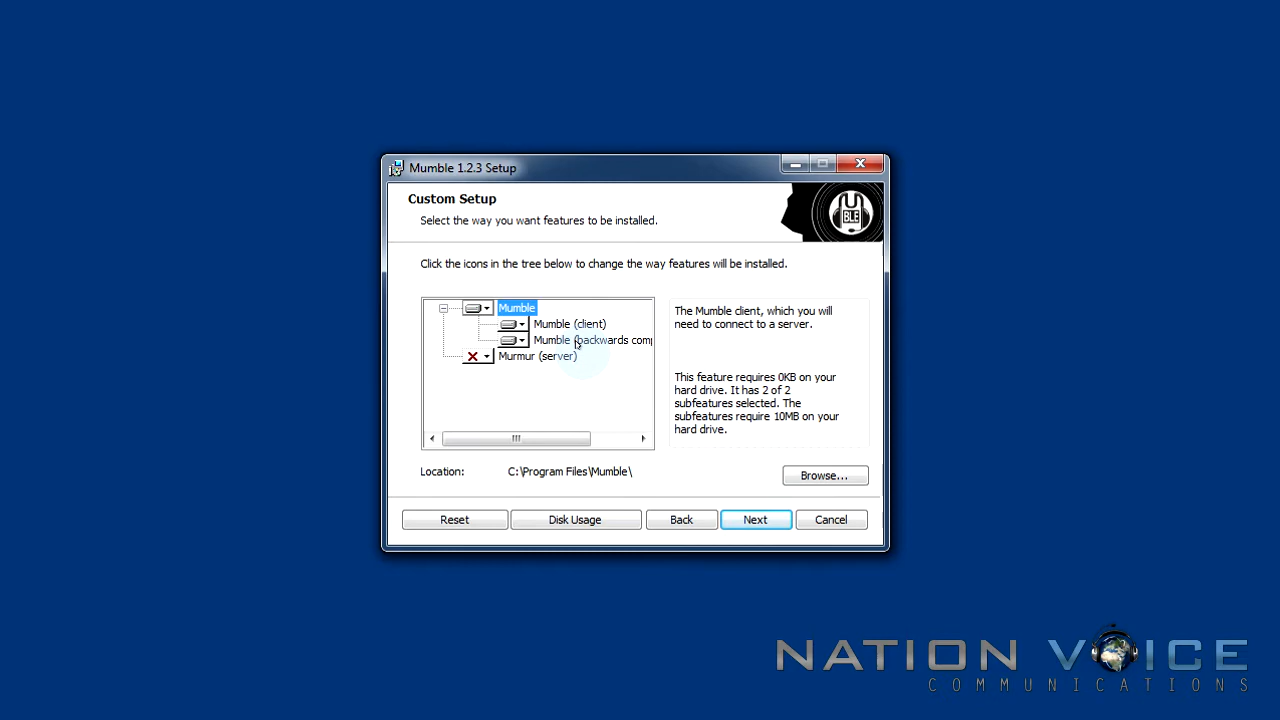 Mumble 1.2.3 Setup
Custom Setup
Select the way you want features to be installed.
BLE
Click the icons in the tree below to change the way features will be installed.
Mumble
Mumble (client)
Mumble (backwards comp
Murmur (server)
The Mumble client, which you will
need to connect to a server.
This feature requires 0KB on your
hard drive. It has 2 of 2
subfeatures selected. The
subfeatures require 10MB on your
hard drive.
Location: C:\Program Files\Mumble\
Browse...
Reset Disk Usage Back Next Cancel
NATION VOICE
COMMUNICATIONS